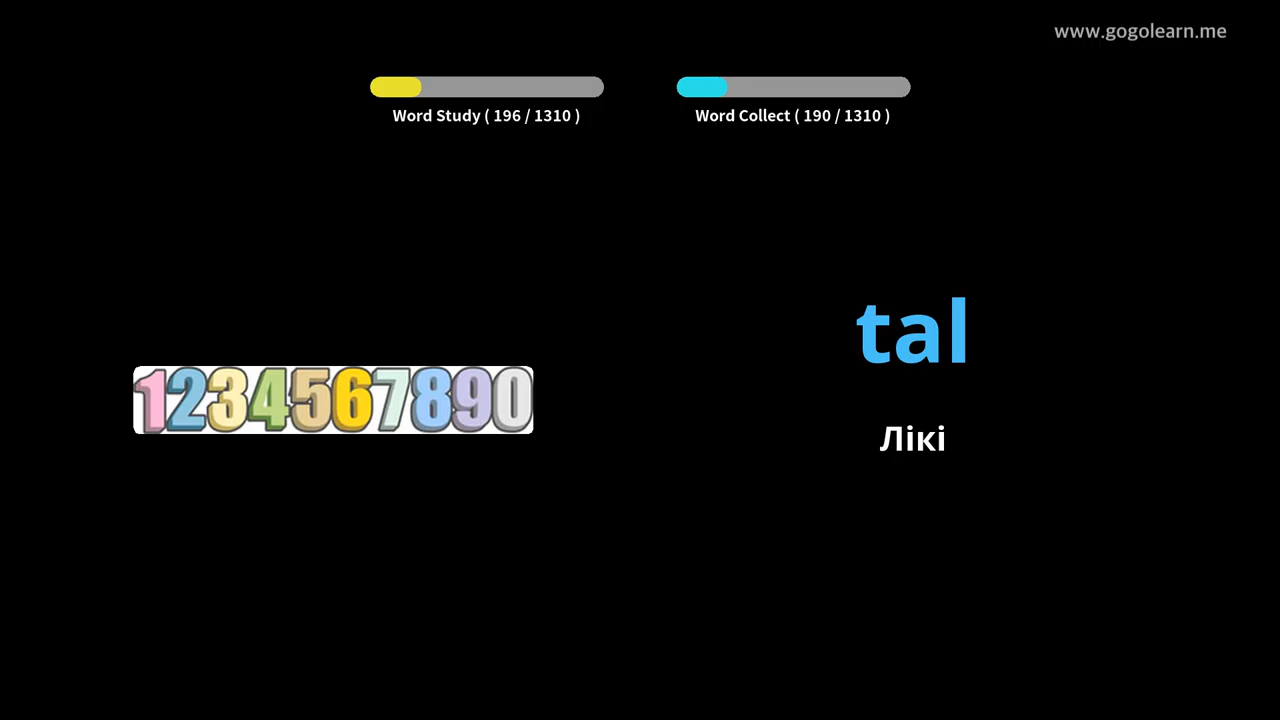 www.gogolearn.me
Word Study ( 196 / 1310 )
Word Collect ( 190 / 1310 )
tal
1234567890
Лікі